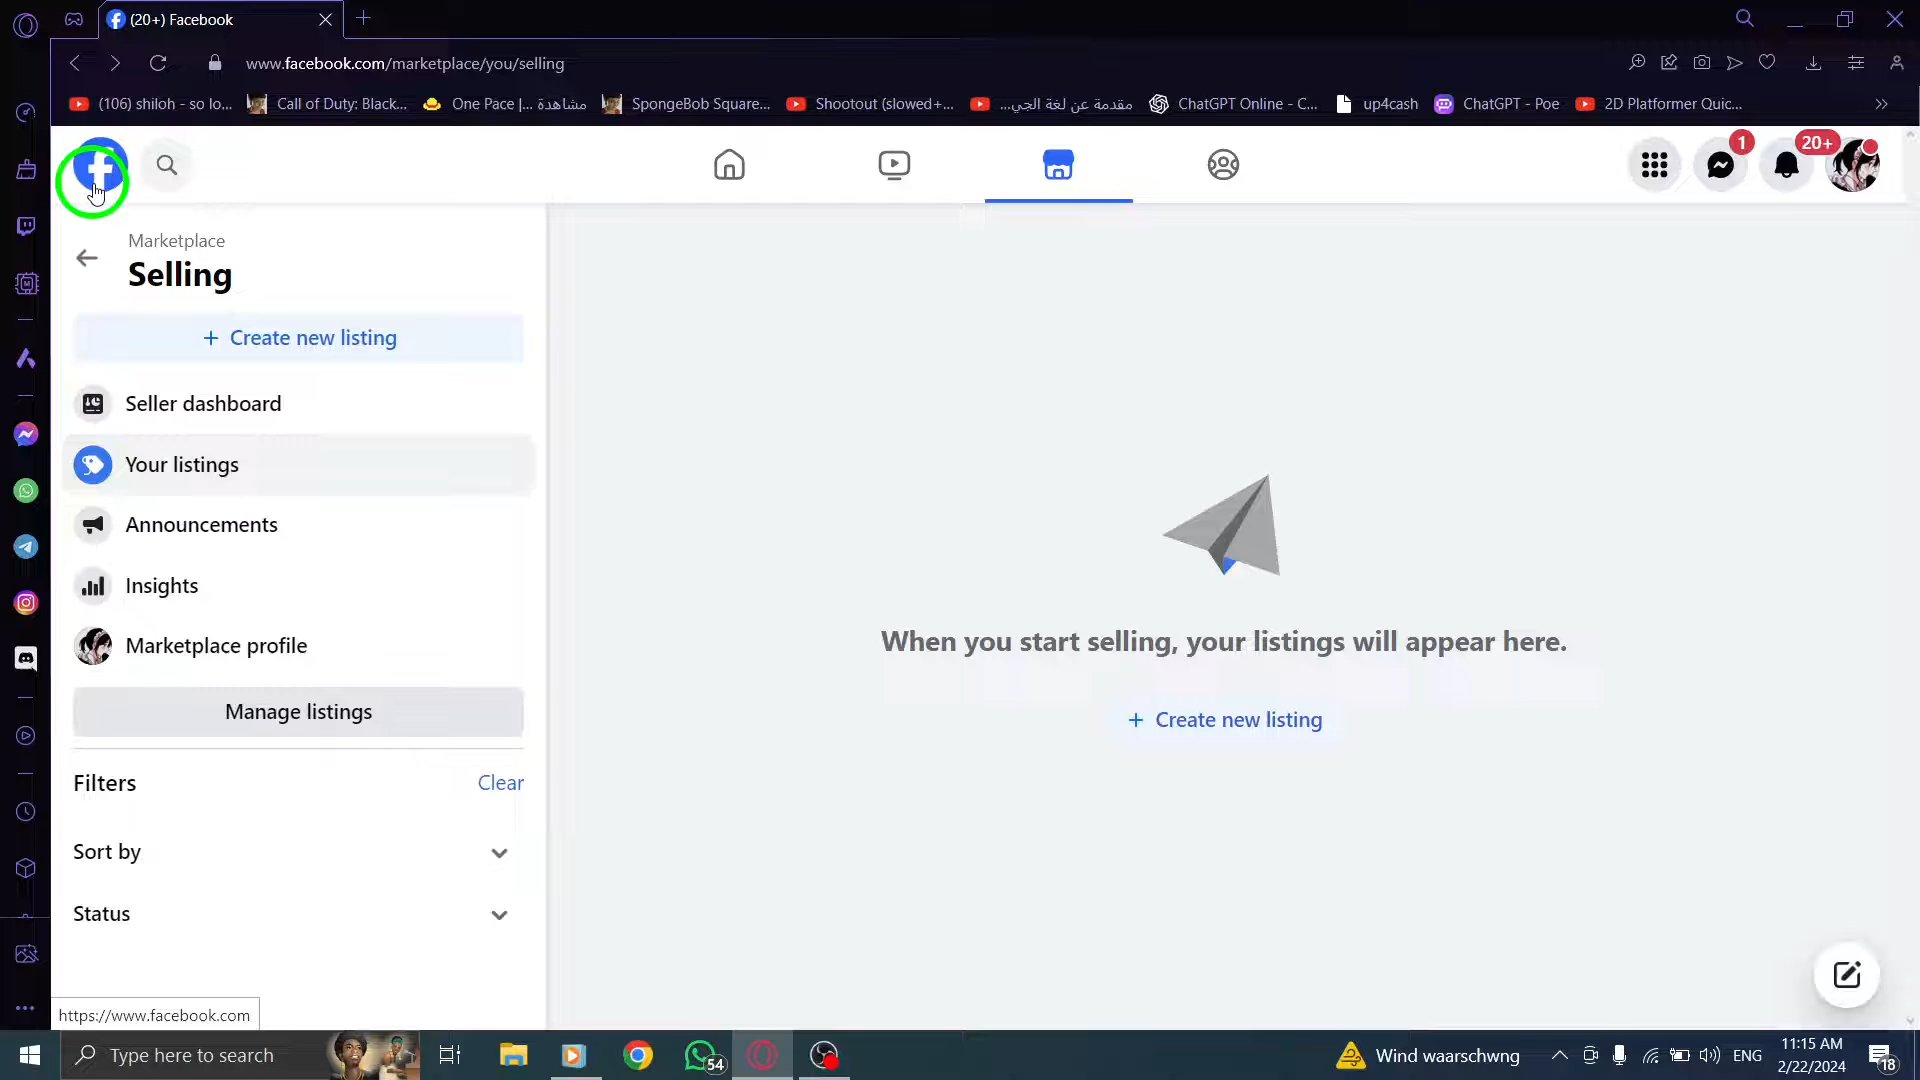 (20+) Facebook
www.facebook.com/marketplace/you/selling
(106) shiloh - so lo...
Call of Duty: Black...
One Pace |... مشاهدة
SpongeBob Square...
Shootout (slowed+...
مقدمة عن لغة الجي...
ChatGPT Online - C...
up4cash
ChatGPT - Poe
2D Platformer Quic...
1
20+
Marketplace
Selling
+ Create new listing
Seller dashboard
Your listings
Announcements
Insights
Marketplace profile
Manage listings
Filters
Clear
Sort by
Status
When you start selling, your listings will appear here.
+ Create new listing
https://www.facebook.com
Type here to search
54
Wind waarschwng
ENG
11:15 AM
2/22/2024
18